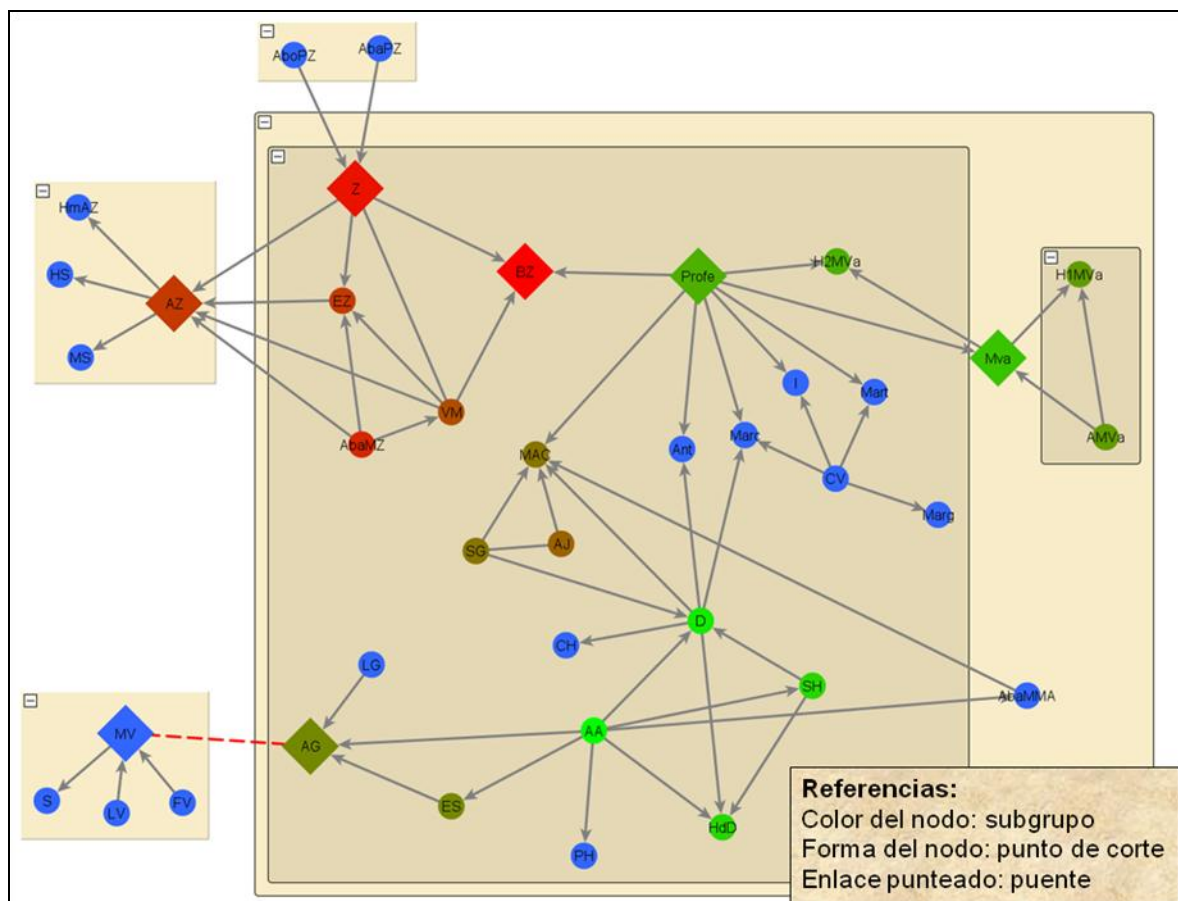 AboPZ
AbaPZ
Z
HmAZ
HS
AZ
MS
EZ
BZ
Profe
H2MVa
H1MVa
Mva
AMVa
VM
AbaMZ
I
Mart
MAC
Ant
Marc
CV
Marg
SG
AJ
D
CH
LG
SH
AbaMMA
MV
AG
AA
S
LV
FV
ES
HdD
PH
Referencias:
Color del nodo: subgrupo
Forma del nodo: punto de corte
Enlace punteado: puente